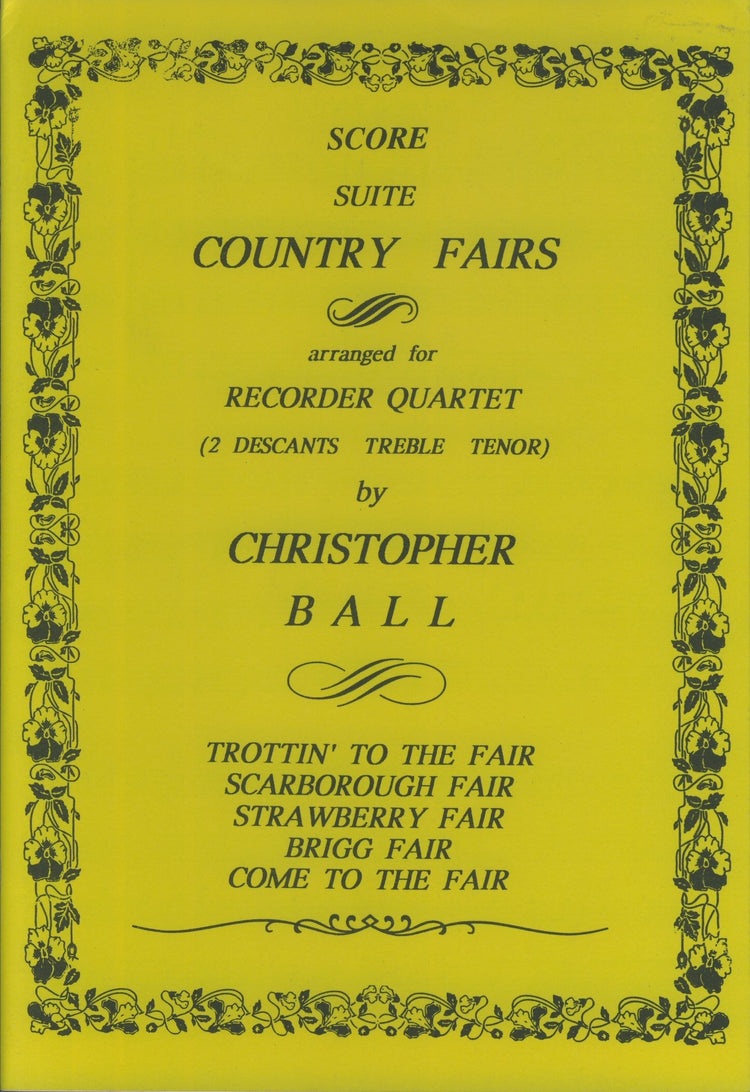 SCORE
SUITE
COUNTRY FAIRS
arranged for
RECORDER QUARTET
(2 DESCANTS TREBLE TENOR)
by
CHRISTOPHER
BALL
TROTTIN' TO THE FAIR
SCARBOROUGH FAIR
STRAWBERRY FAIR
BRIGG FAIR
COME TO THE FAIR